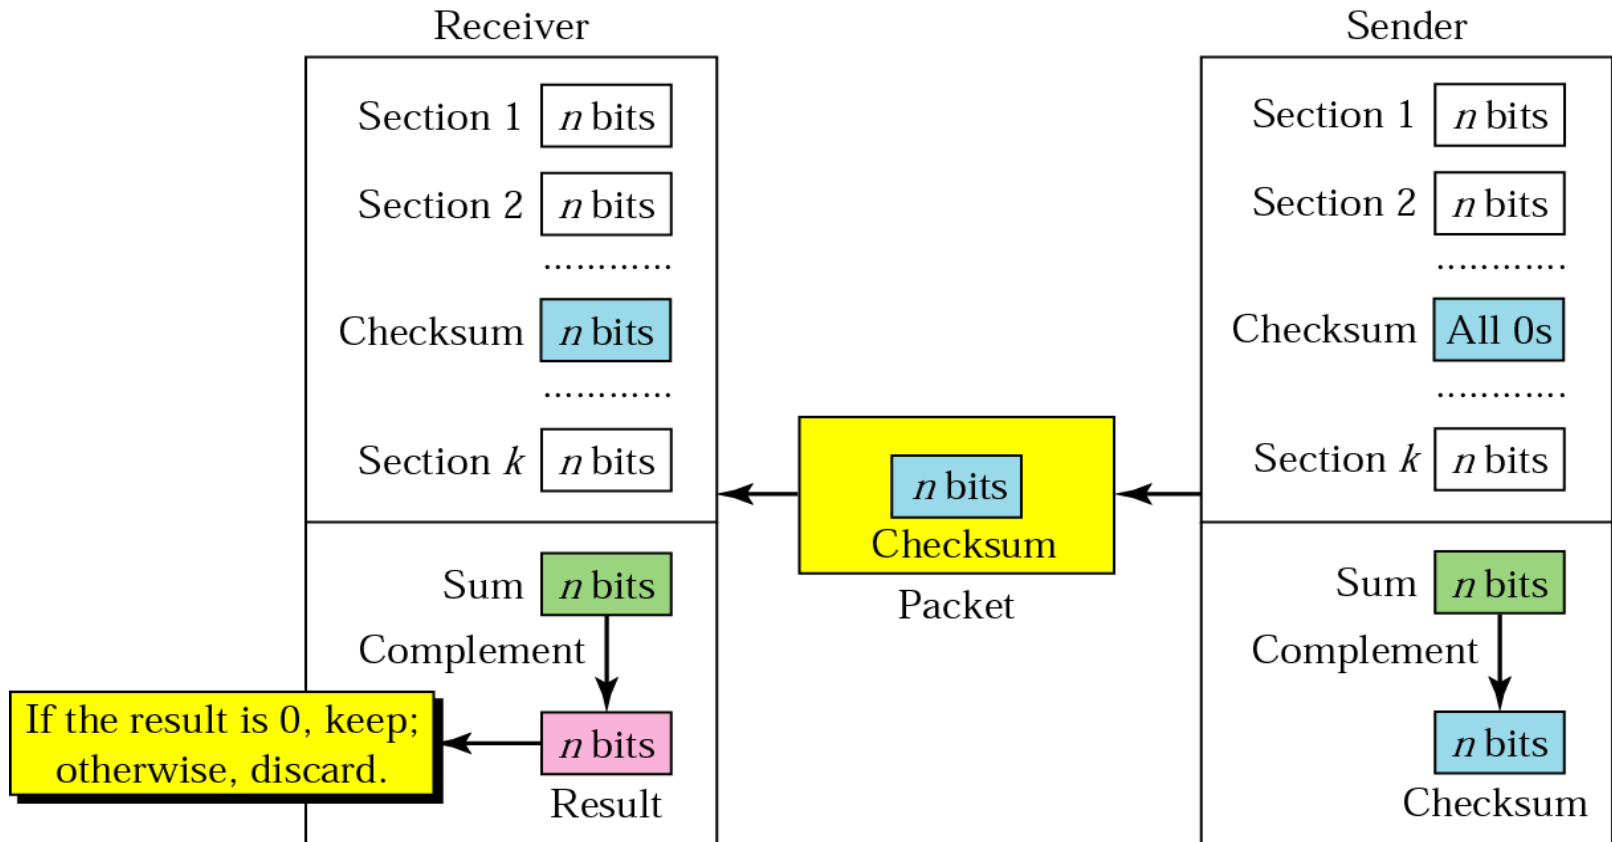 Receiver
Section 1 n bits
Section 2 n bits
............
Checksum n bits
............
Section k n bits
Sum n bits
Complement
n bits
Result
If the result is 0, keep;
otherwise, discard.
n bits
Checksum
Packet
Sender
Section 1 n bits
Section 2 n bits
............
Checksum All 0s
............
Section k n bits
Sum n bits
Complement
n bits
Checksum